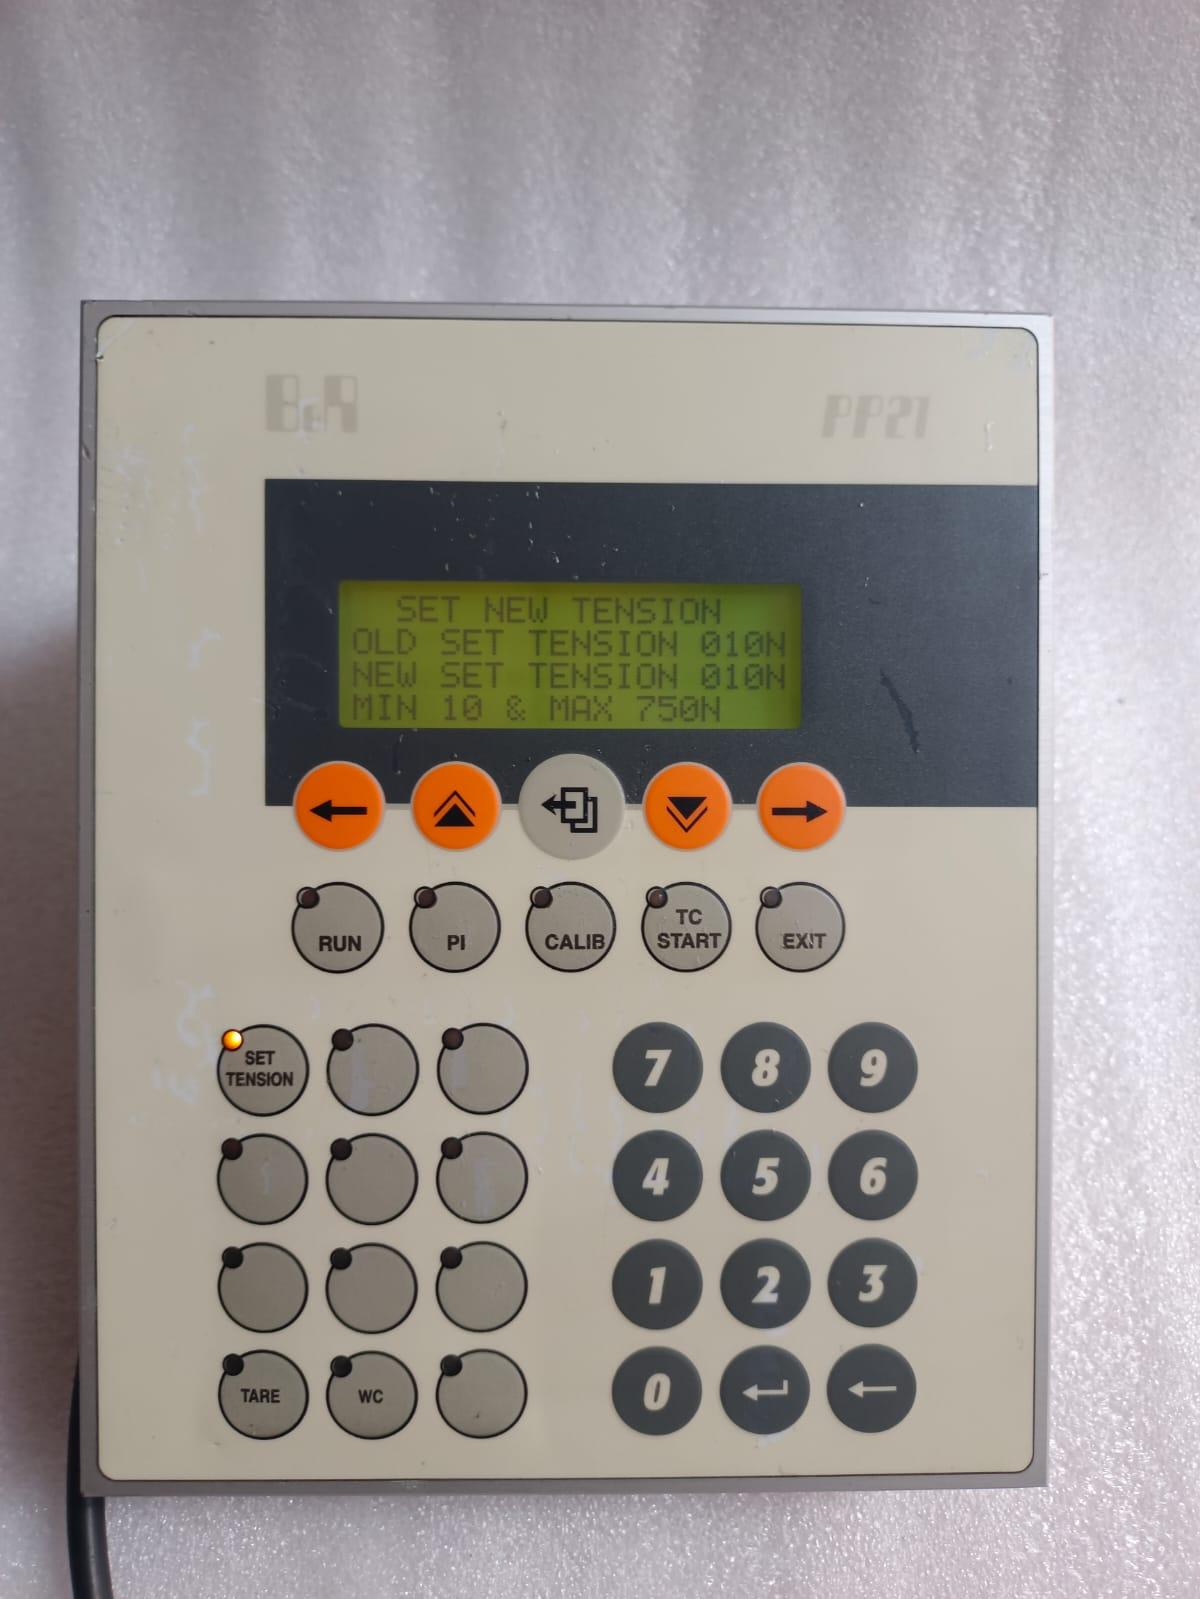 B&R
PP21
SET NEW TENSION
OLD SET TENSION 010N
NEW SET TENSION 010N
MIN 10 & MAX 750N
RUN
PI
CALIB
TC
START
EXIT
SET
TENSION
7 8 9
4 5 6
1 2 3
TARE
WC
0